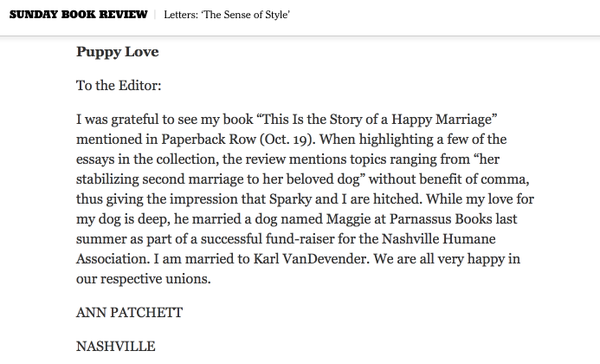 SUNDAY BOOK REVIEW | Letters: ‘The Sense of Style’
Puppy Love
To the Editor:
I was grateful to see my book “This Is the Story of a Happy Marriage”
mentioned in Paperback Row (Oct. 19). When highlighting a few of the
essays in the collection, the review mentions topics ranging from “her
stabilizing second marriage to her beloved dog” without benefit of comma,
thus giving the impression that Sparky and I are hitched. While my love for
my dog is deep, he married a dog named Maggie at Parnassus Books last
summer as part of a successful fund-raiser for the Nashville Humane
Association. I am married to Karl VanDevender. We are all very happy in
our respective unions.
ANN PATCHETT
NASHVILLE